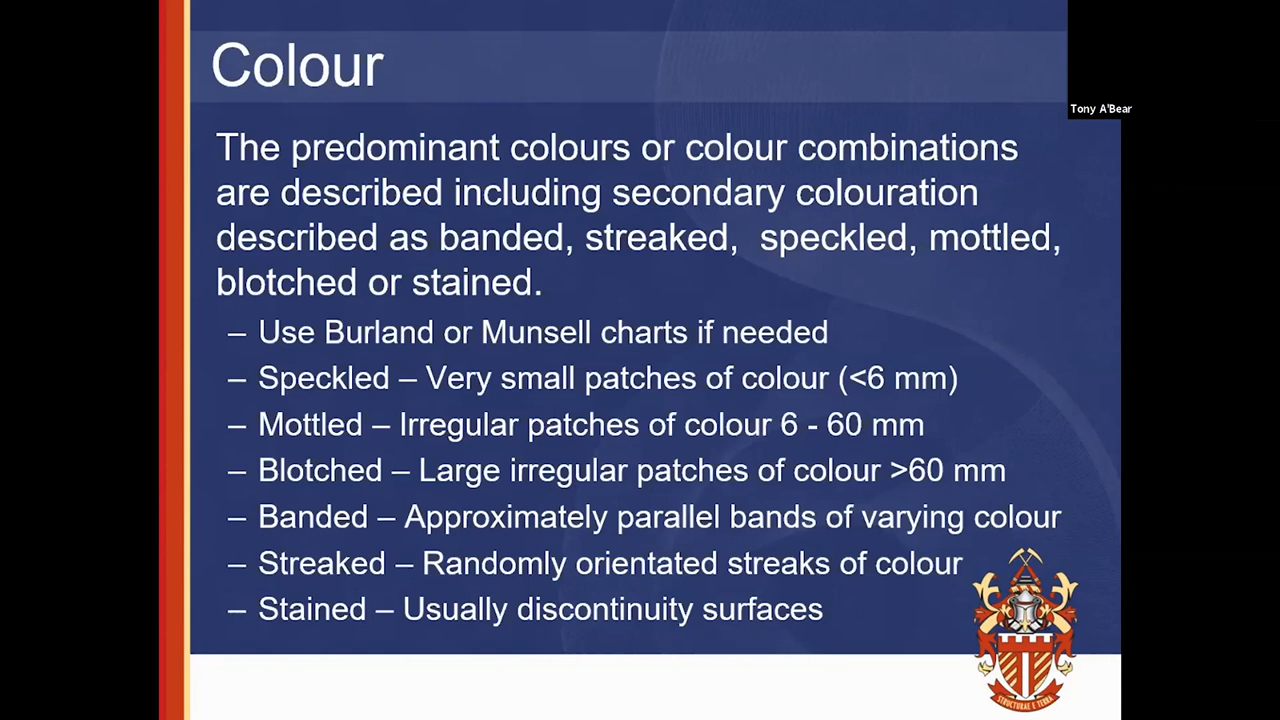 Colour
Tony A'Bear
The predominant colours or colour combinations
are described including secondary colouration
described as banded, streaked,  speckled, mottled,
blotched or stained.
– Use Burland or Munsell charts if needed
– Speckled – Very small patches of colour (<6 mm)
– Mottled – Irregular patches of colour 6 - 60 mm
– Blotched – Large irregular patches of colour >60 mm
– Banded – Approximately parallel bands of varying colour
– Streaked – Randomly orientated streaks of colour
– Stained – Usually discontinuity surfaces
STRUCTURAL E TERRA